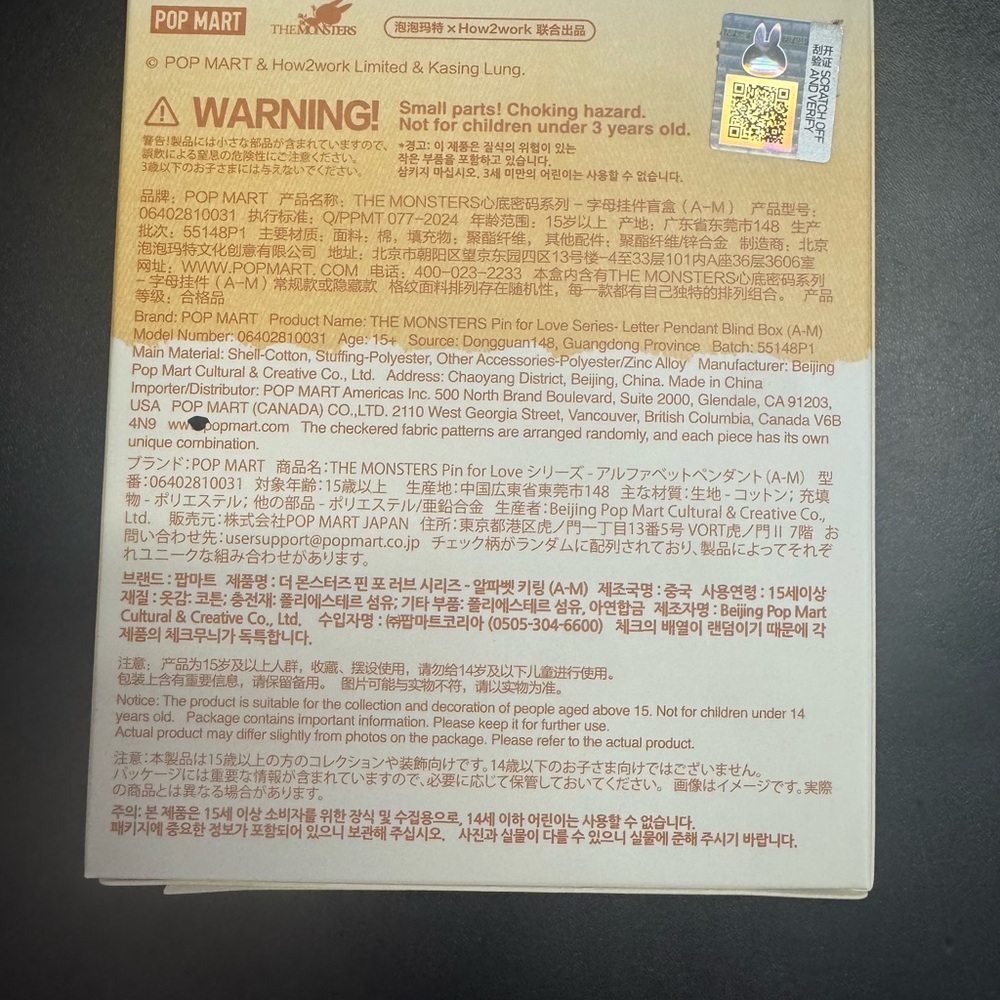 POP MART
THE MONSTERS
泡泡玛特×How2work 联合出品
© POP MART & How2work Limited & Kasing Lung.
刮开验证
SCRATCH OFF AND VERIFY
WARNING!
Small parts! Choking hazard.
Not for children under 3 years old.
警告!製品には小さな部品が含まれていますので、
誤飲による窒息の危険性にご注意ください。
3歳以下のお子さまには与えないでください。
*경고: 이 제품은 질식의 위험이 있는
작은 부품을 포함하고 있습니다.
삼키지 마십시오. 3세 미만의 어린이는 사용할 수 없습니다.
品牌：POP MART 产品名称：THE MONSTERS心底密码系列－字母挂件盲盒（A–M） 产品型号：
06402810031 执行标准：Q/PPMT 077–2024 年龄范围：15岁以上 产地：广东省东莞市148 生产
批次：55148P1 主要材质：面料：棉，填充物：聚酯纤维，其他配件：聚酯纤维/锌合金 制造商：北京
泡泡玛特文化创意有限公司 地址：北京市朝阳区望京东园四区13号楼–4至33层101内A座36层3606室
网址：WWW.POPMART.COM 电话：400–023–2233 本盒内含有THE MONSTERS心底密码系列
－字母挂件（A–M）常规款或隐藏款 格纹面料排列存在随机性，每一款都有自己独特的排列组合。 产品
等级：合格品
Brand: POP MART Product Name: THE MONSTERS Pin for Love Series- Letter Pendant Blind Box (A-M)
Model Number: 06402810031 Age: 15+ Source: Dongguan148, Guangdong Province Batch: 55148P1
Main Material: Shell-Cotton, Stuffing-Polyester, Other Accessories-Polyester/Zinc Alloy Manufacturer: Beijing
Pop Mart Cultural & Creative Co., Ltd. Address: Chaoyang District, Beijing, China. Made in China
Importer/Distributor: POP MART Americas Inc. 500 North Brand Boulevard, Suite 2000, Glendale, CA 91203,
USA POP MART (CANADA) CO.,LTD. 2110 West Georgia Street, Vancouver, British Columbia, Canada V6B
4N9 popmart.com The checkered fabric patterns are arranged randomly, and each piece has its own
unique combination.
ブランド：POP MART 商品名：THE MONSTERS Pin for Love シリーズ - アルファベットペンダント（A-M） 型
番：06402810031 対象年齢：15歳以上 生産地：中国広東省東莞市148 主な材質：生地 - コットン；充填
物 - ポリエステル；他の部品 - ポリエステル/亜鉛合金 生産者：Beijing Pop Mart Cultural & Creative Co.,
Ltd. 販売元：株式会社POP MART JAPAN 住所：東京都港区虎ノ門一丁目13番5号 VORT虎ノ門Ⅱ 7階 お
問い合わせ先：usersupport@popmart.co.jp チェック柄がランダムに配列されており、製品によってそれぞ
れユニークな組み合わせがあります。
브랜드 : 팝마트 제품명 : 더 몬스터즈 핀 포 러브 시리즈 - 알파벳 키링 (A-M) 제조국명 : 중국 사용연령 : 15세이상
재질 : 옷감: 코튼; 충전재: 폴리에스테르 섬유; 기타 부품: 폴리에스테르 섬유, 아연합금 제조자명 : Beijing Pop Mart
Cultural & Creative Co., Ltd. 수입자명 : ㈜팝마트코리아 (0505-304-6600) 체크의 배열이 랜덤이기 때문에 각
제품의 체크무늬가 독특합니다.
注意：产品为15岁及以上人群，收藏、摆设使用，请勿给14岁及以下儿童进行使用。
包装上含有重要信息，请保留备用。 图片可能与实物不符，请以实物为准。
Notice: The product is suitable for the collection and decoration of people aged above 15. Not for children under 14
years old. Package contains important information. Please keep it for further use.
Actual product may differ slightly from photos on the package. Please refer to the actual product.
注意：本製品は15歳以上の方のコレクションや装飾向けです。14歳以下のお子さま向けではございません。
パッケージには重要な情報が含まれていますので、必要に応じて保管しておいてください。 画像はイメージです。実際
の商品とは異なる場合があります。
주의: 본 제품은 15세 이상 소비자를 위한 장식 및 수집용으로, 14세 이하 어린이는 사용할 수 없습니다.
패키지에 중요한 정보가 포함되어 있으니 보관해 주십시오. 사진과 실물이 다를 수 있으니 실물에 준해 주시기 바랍니다.